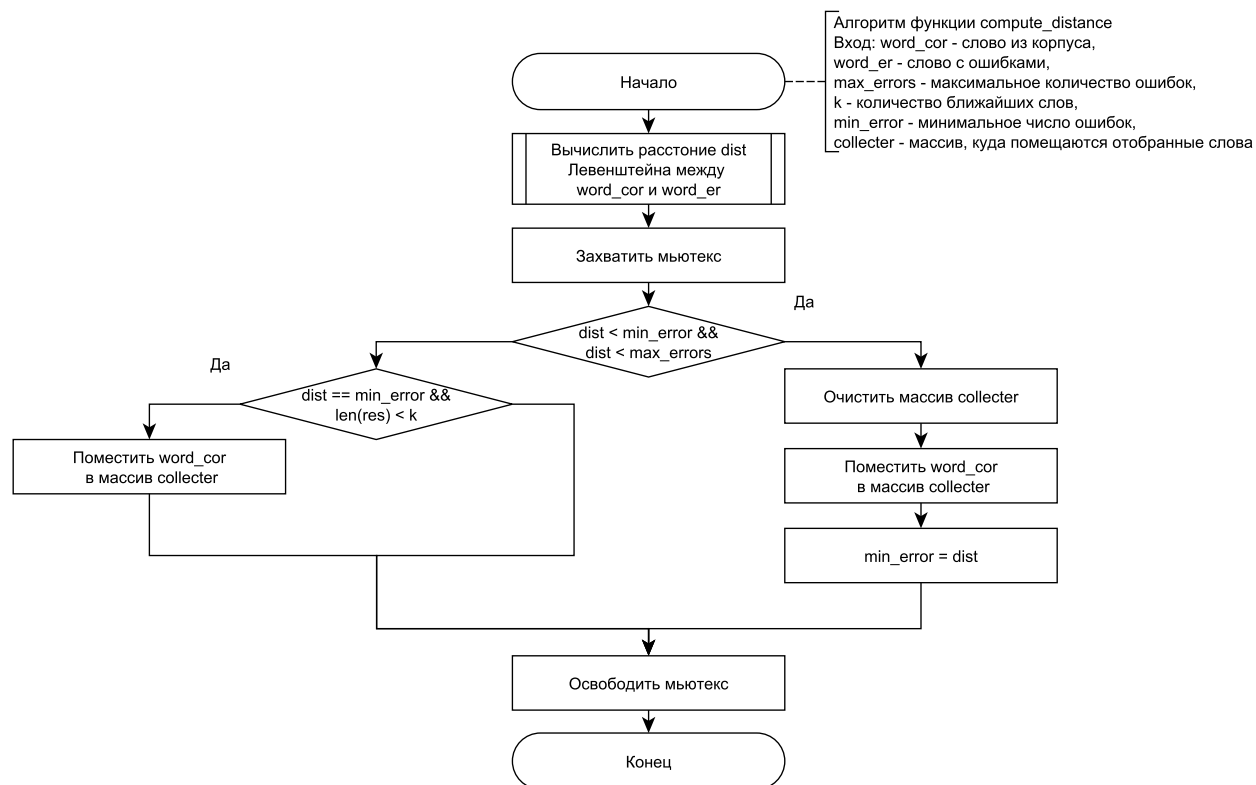 Алгоритм функции compute_distance
Вход: word_cor - слово из корпуса,
word_er - слово с ошибками,
max_errors - максимальное количество ошибок,
k - количество ближайших слов,
min_error - минимальное число ошибок,
collecter - массив, куда помещаются отобранные слова
Начало
Вычислить расстоние dist
Левенштейна между
word_cor и word_er
Захватить мьютекс
Да
dist < min_error &&
dist < max_errors
Да
dist == min_error &&
len(res) < k
Очистить массив collecter
Поместить word_cor
в массив collecter
Поместить word_cor
в массив collecter
min_error = dist
Освободить мьютекс
Конец